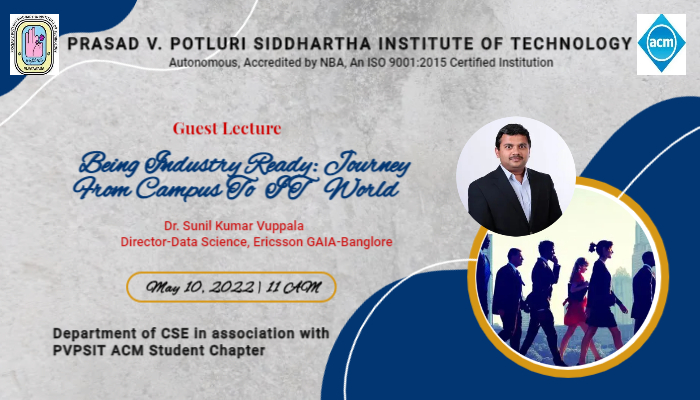 PRASAD V. POTLURI SIDDHARTHA INSTITUTE OF TECHNOLOGY
acm
Autonomous, Accredited by NBA, An ISO 9001:2015 Certified Institution
Guest Lecture
Being Industry Ready: Journey
From Campus To IT World
Dr. Sunil Kumar Vuppala
Director-Data Science, Ericsson GAIA-Banglore
May 10, 2022 | 11 AM
Department of CSE in association with
PVPSIT ACM Student Chapter